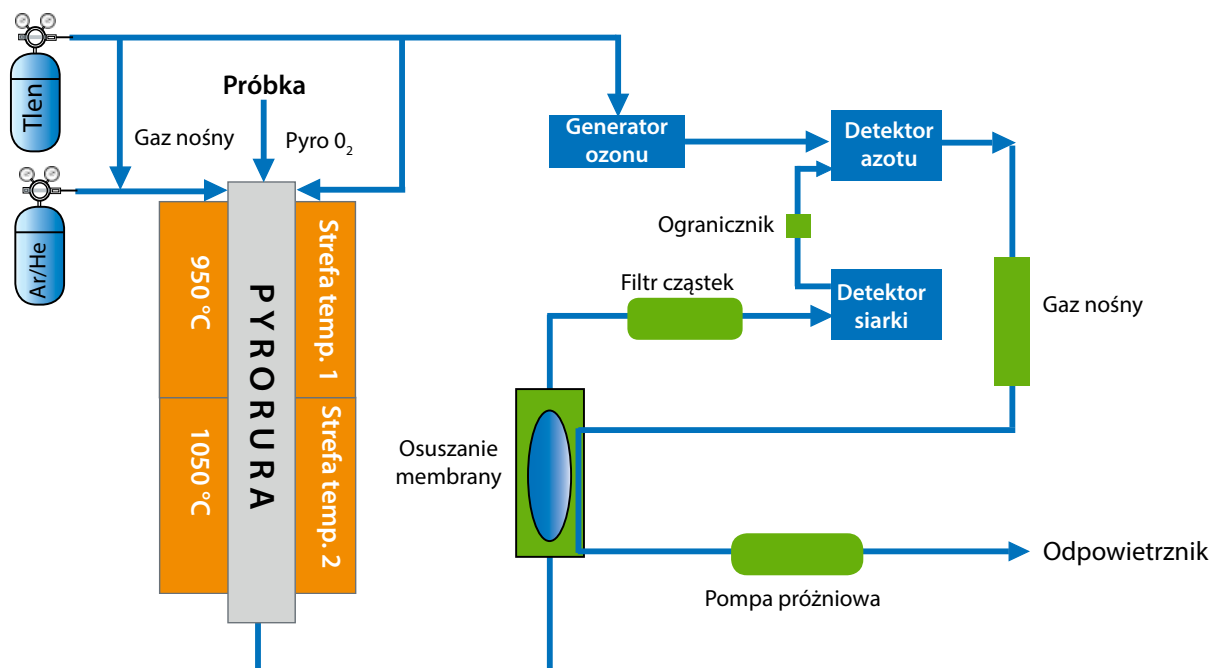 Tlen
Próbka
Gaz nośny
Pyro 0₂
Generator
ozonu
Detektor
azotu
Ar/He
950 °C
Strefa temp. 1
PYRORURA
1050 °C
Strefa temp. 2
Ogranicznik
Filtr cząstek
Detektor
siarki
Gaz nośny
Osuszanie
membrany
Pompa próżniowa
Odpowietrznik